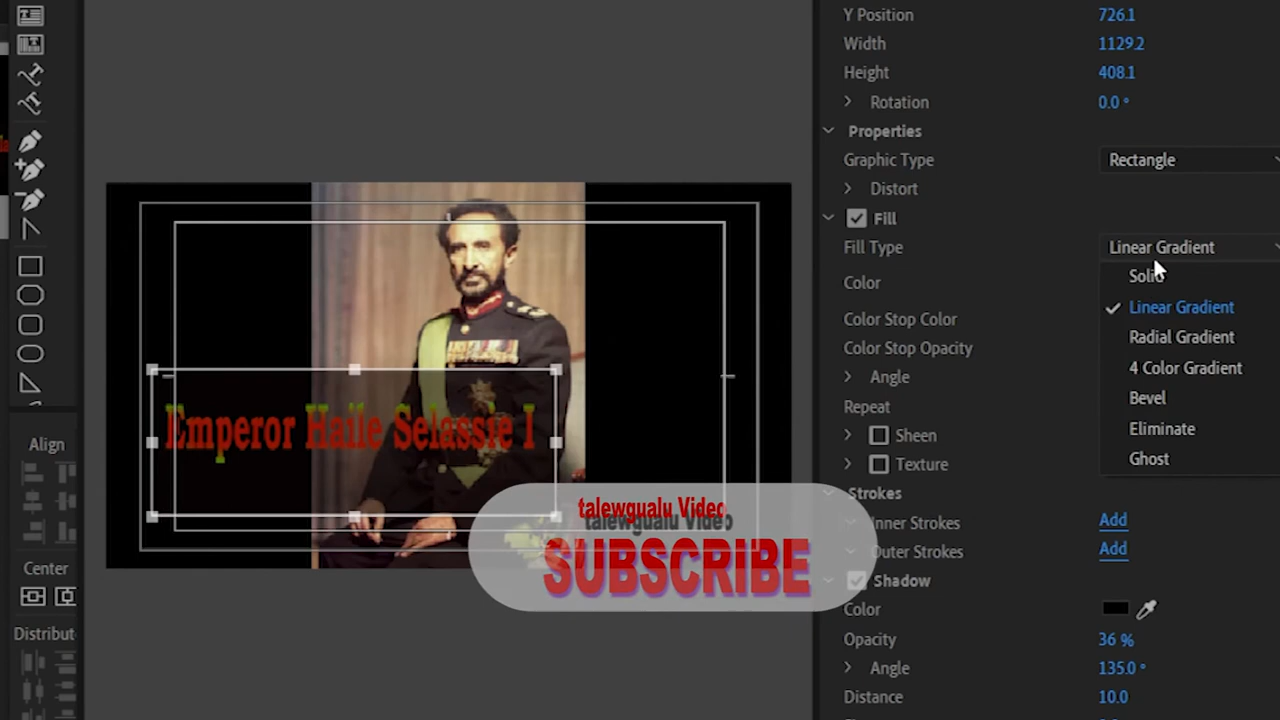 Y Position 726.1
Width 1129.2
Height 408.1
Rotation 0.0 °
Properties
Graphic Type Rectangle
Distort
Fill
Fill Type Linear Gradient
Color
Solid
Linear Gradient
Color Stop Color
Radial Gradient
Color Stop Opacity
4 Color Gradient
Angle
Bevel
Repeat
Eliminate
Sheen
Ghost
Texture
Strokes
Inner Strokes Add
Outer Strokes Add
Shadow
Color
Opacity 36 %
Angle 135.0 °
Distance 10.0
Emperor Haile Selassie I
talewgualu Video
SUBSCRIBE
Align
Center
Distribut